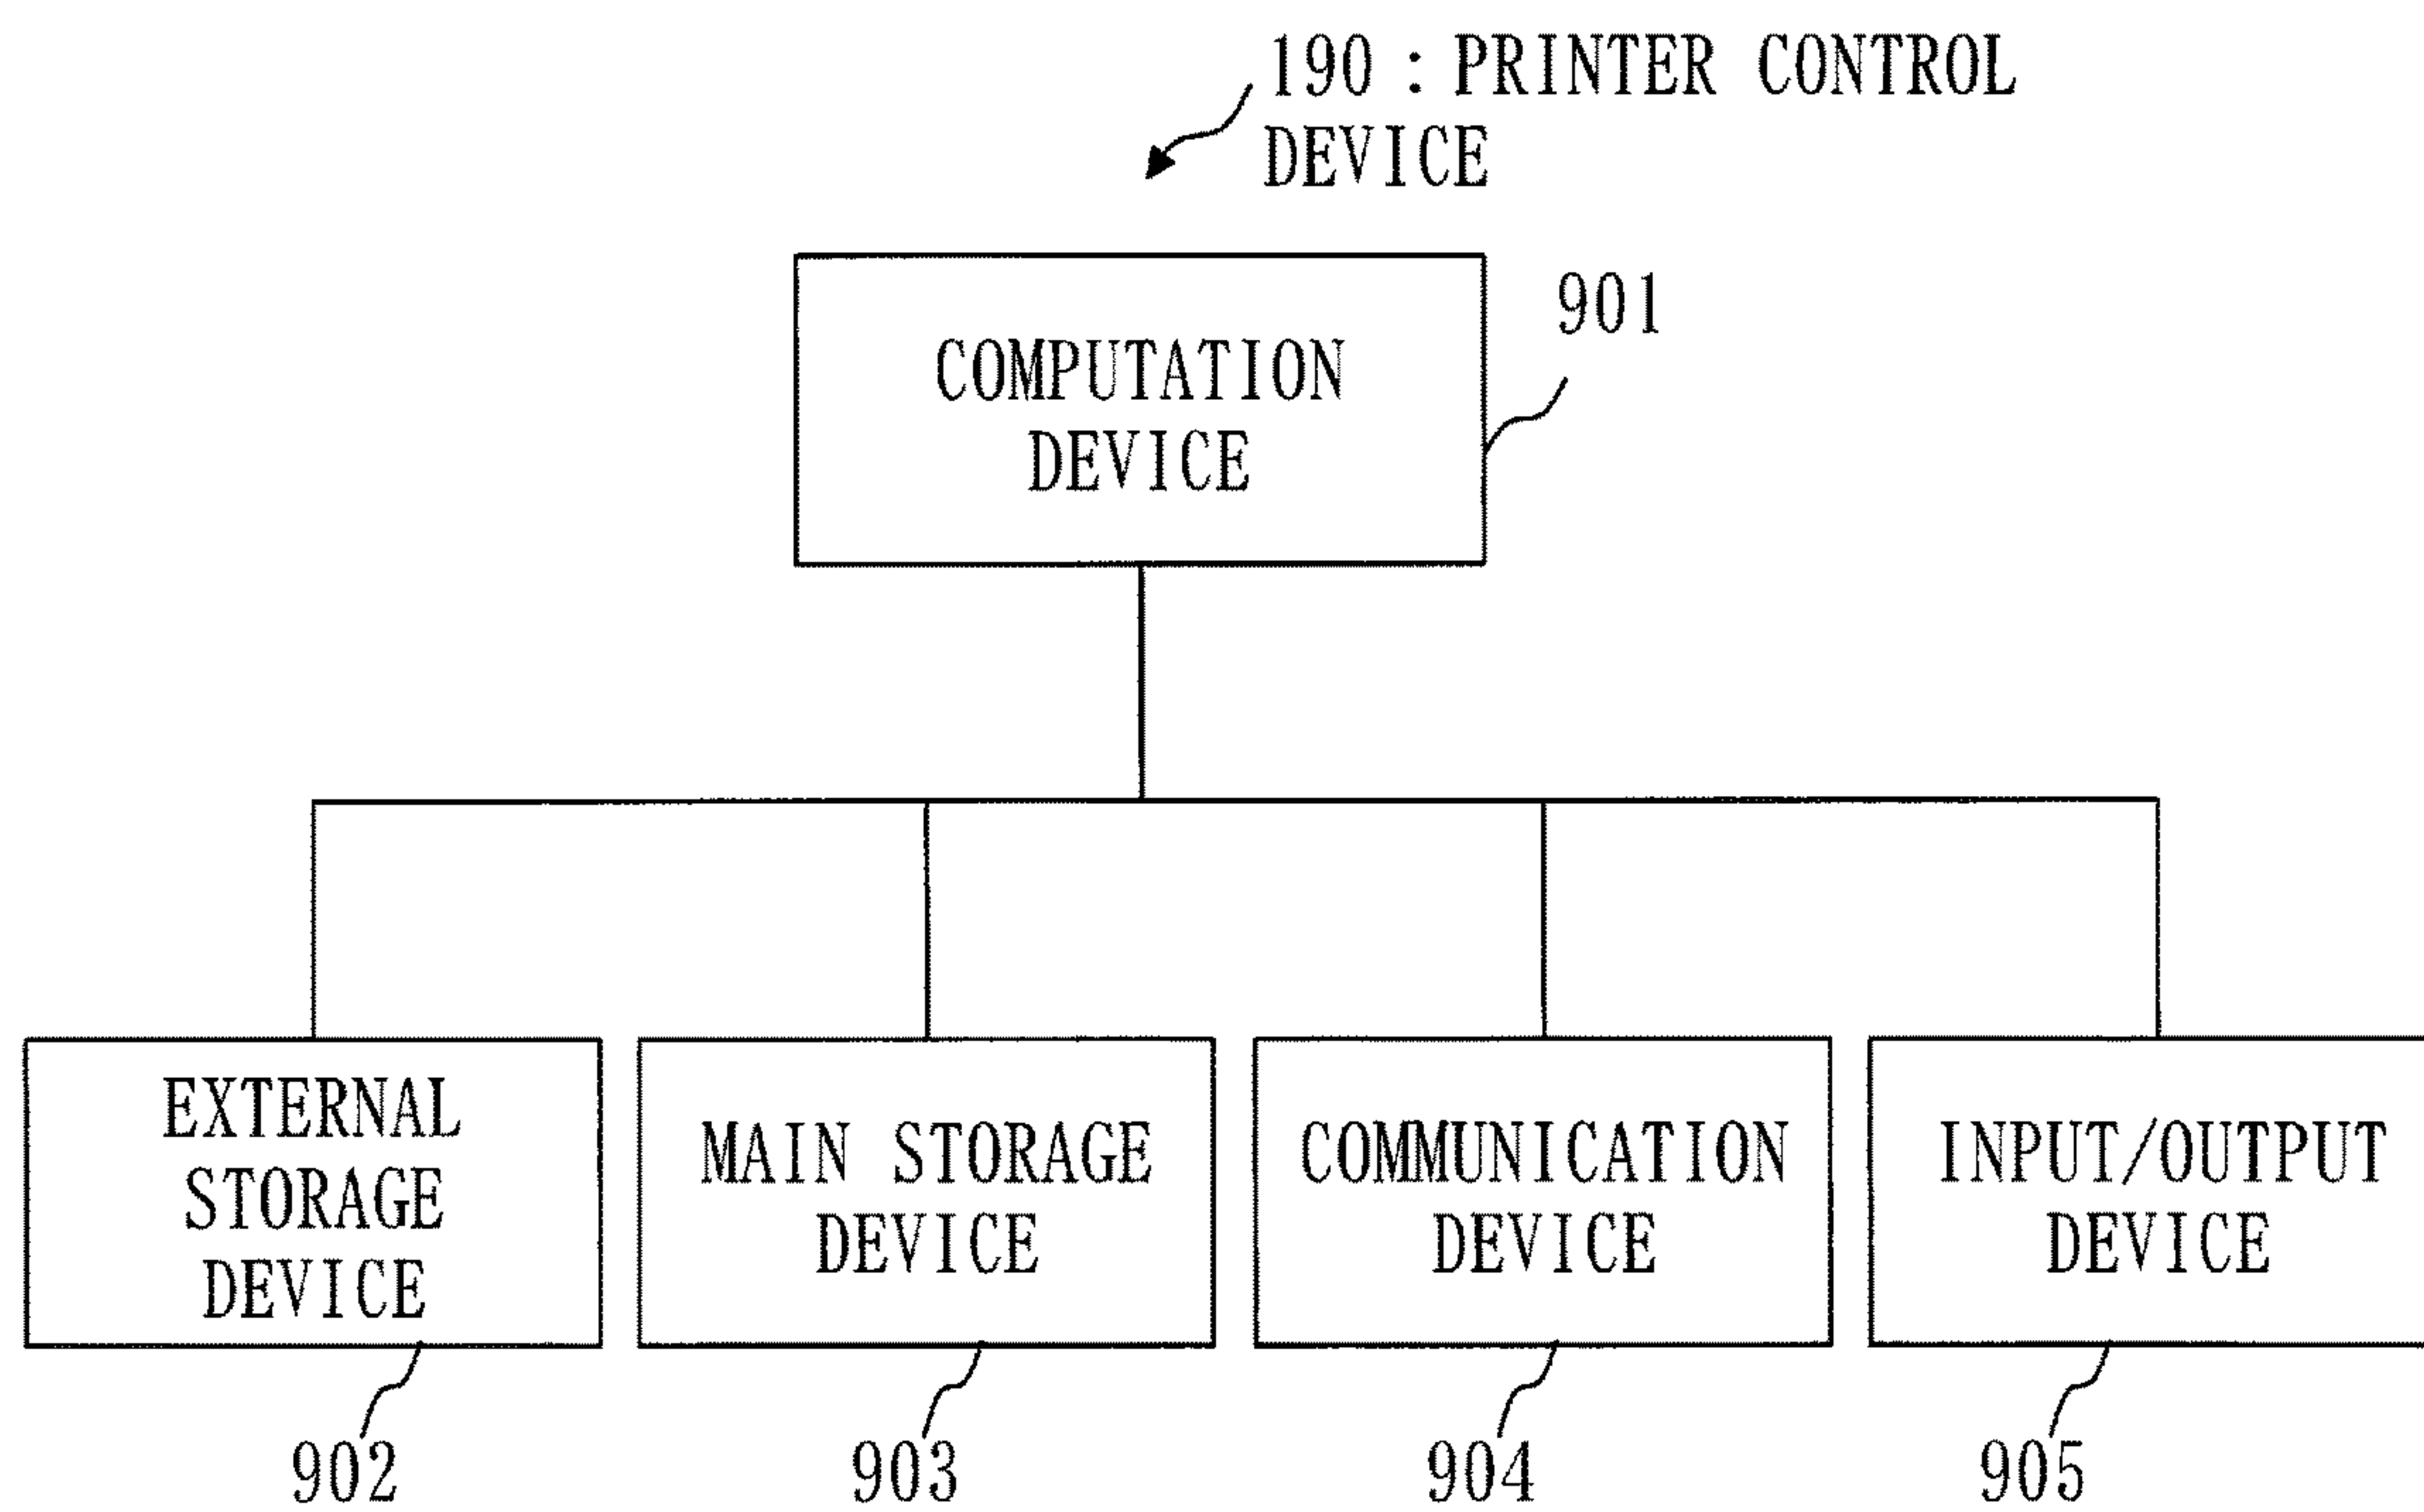 190 : PRINTER CONTROL
DEVICE
901
COMPUTATION
DEVICE
EXTERNAL
STORAGE
DEVICE
MAIN STORAGE
DEVICE
COMMUNICATION
DEVICE
INPUT/OUTPUT
DEVICE
902
903
904
905